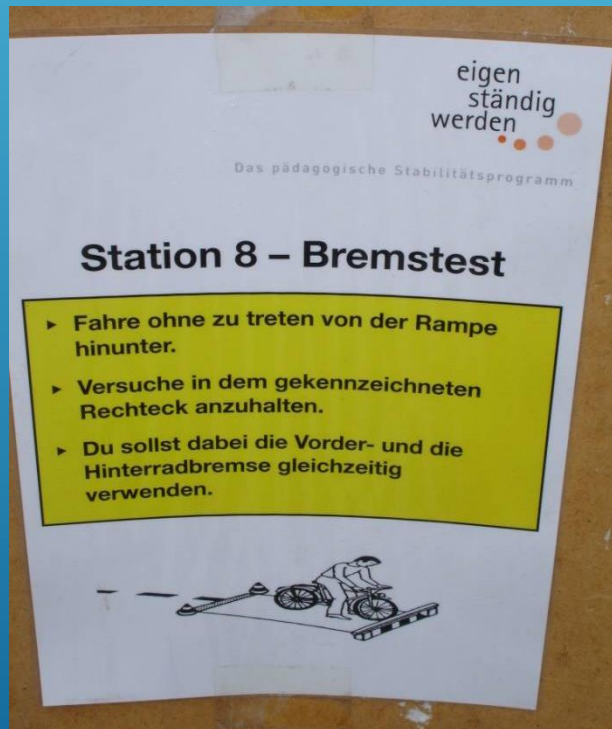 eigen
ständig
werden
Das pädagogische Stabilitätsprogramm
Station 8 – Bremstest
► Fahre ohne zu treten von der Rampe
hinunter.
► Versuche in dem gekennzeichneten
Rechteck anzuhalten.
► Du sollst dabei die Vorder- und die
Hinterradbremse gleichzeitig
verwenden.